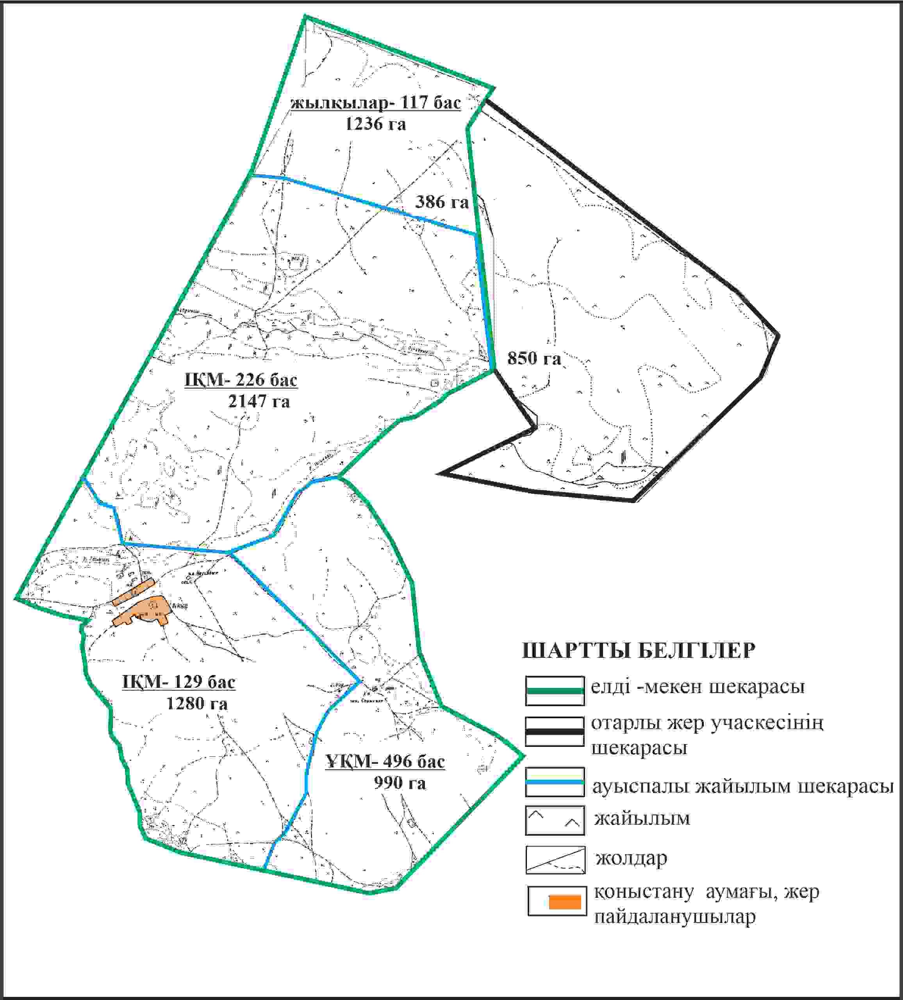 жылқылар- 117 бас
1236 га
386 га
850 га
ІҚМ- 226 бас
2147 га
ІҚМ- 129 бас
1280 га
ҰҚМ- 496 бас
990 га
ШАРТТЫ БЕЛГІЛЕР
елді -мекен шекарасы
отарлы жер учаскесінің
шекарасы
ауыспалы жайылым шекарасы
жайылым
жолдар
қоныстану аумағы, жер
пайдаланушылар